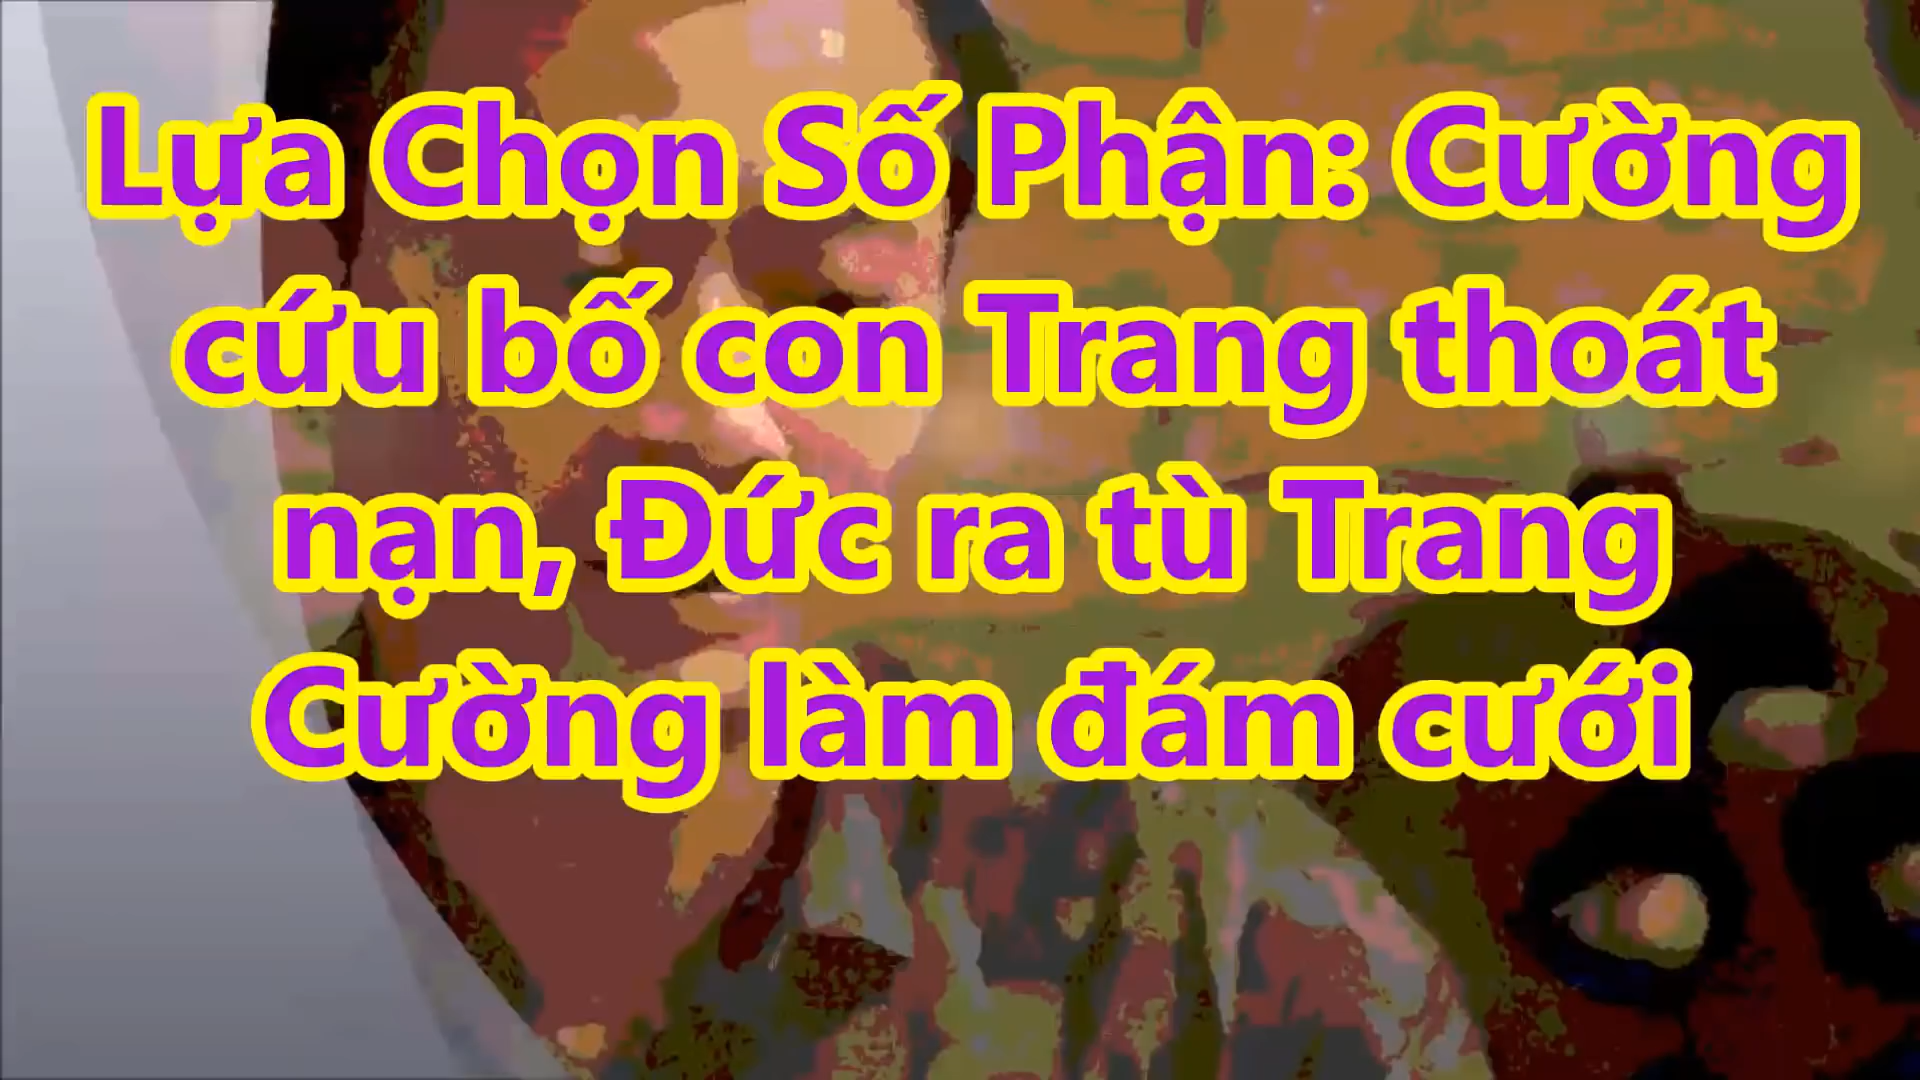 Lựa Chọn Số Phận: Cường
cứu bố con Trang thoát
nạn, Đức ra tù Trang
Cường làm đám cưới